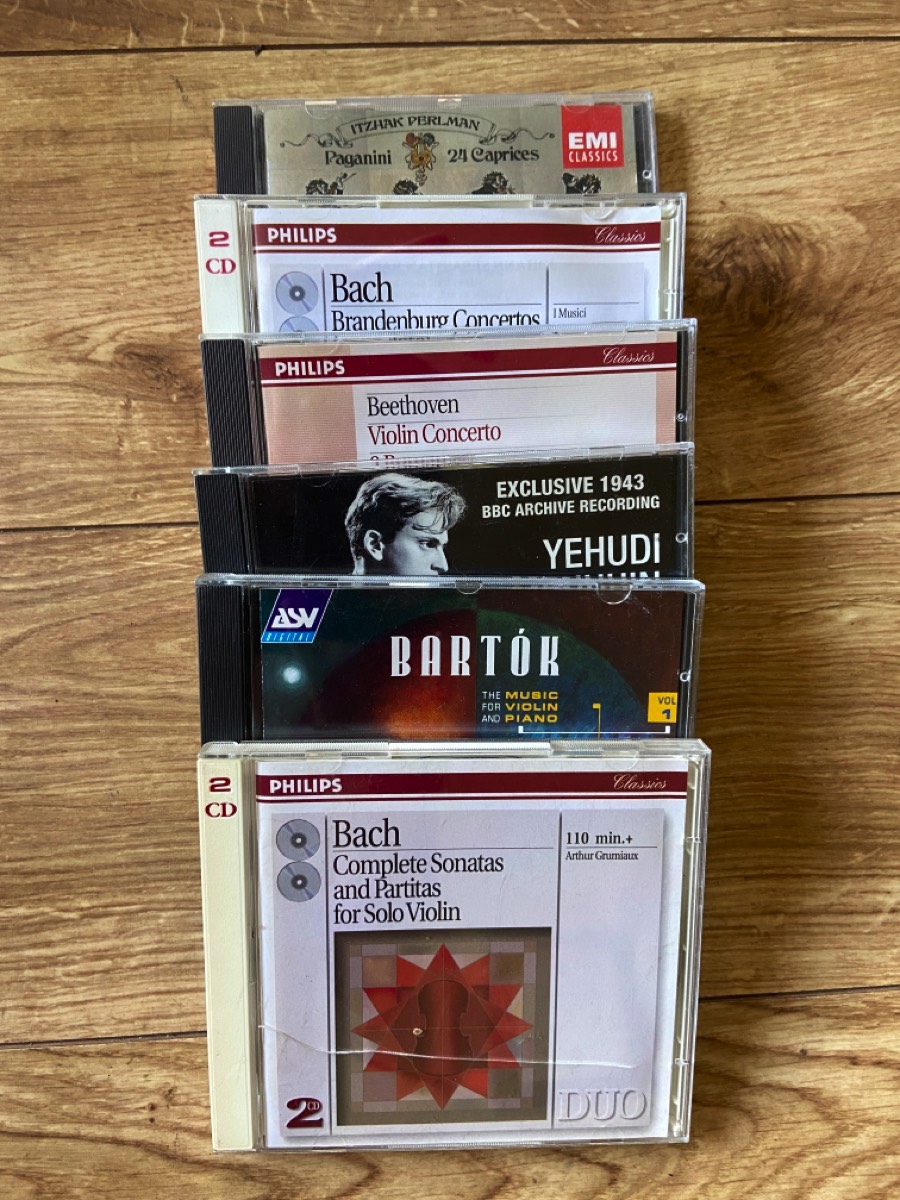 ITZHAK PERLMAN
Paganini 24 Caprices
EMI
CLASSICS
2
CD
PHILIPS Classics
Bach
Brandenburg Concertos
I Musici
PHILIPS Classics
Beethoven
Violin Concerto
EXCLUSIVE 1943
BBC ARCHIVE RECORDING
YEHUDI
ASV
DIGITAL
BARTÓK
THE MUSIC
FOR VIOLIN
AND PIANO
VOL
1
2
CD
PHILIPS Classics
Bach
Complete Sonatas
and Partitas
for Solo Violin
110 min.+
Arthur Grumiaux
2CD
DUO